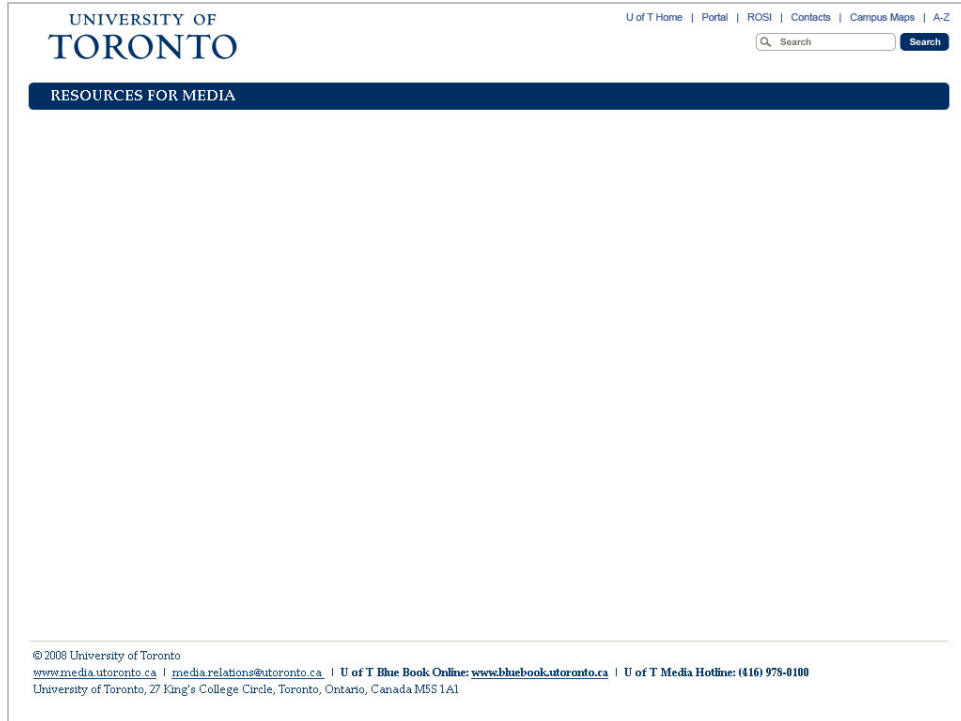 UNIVERSITY OF
TORONTO
U of T Home | Portal | ROSI | Contacts | Campus Maps | A-Z
Search Search
RESOURCES FOR MEDIA
© 2008 University of Toronto
www.media.utoronto.ca | media.relations@utoronto.ca | U of T Blue Book Online: www.bluebook.utoronto.ca | U of T Media Hotline: (416) 978-0100
University of Toronto, 27 King's College Circle, Toronto, Ontario, Canada M5S 1A1